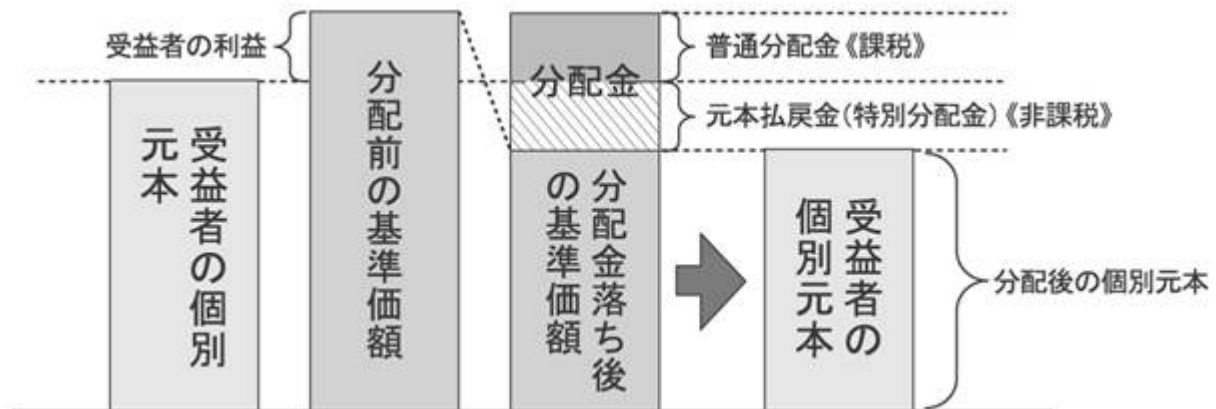 受益者の利益
普通分配金《課税》
分配金
元本払戻金(特別分配金)《非課税》
受益者の個別
元本
分配前の基準価額
分配金落ち後
の基準価額
受益者の
個別元本
分配後の個別元本